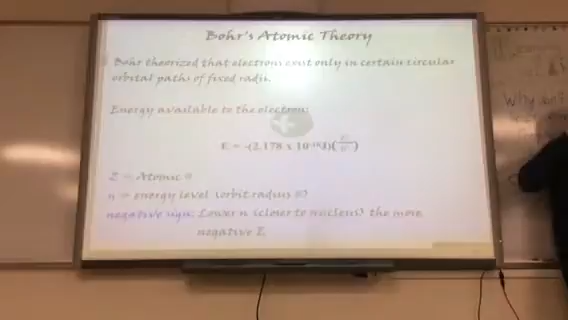 Bohr's Atomic Theory
Bohr theorized that electrons exist only in certain circular
orbital paths of fixed radii.
Energy available to the electron:
E = -(2.178 x 10⁻¹⁸J)(
Z = Atomic #
n = energy level (orbit radius #)
negative sign: Lower n (closer to nucleus) the more
negative E
Why